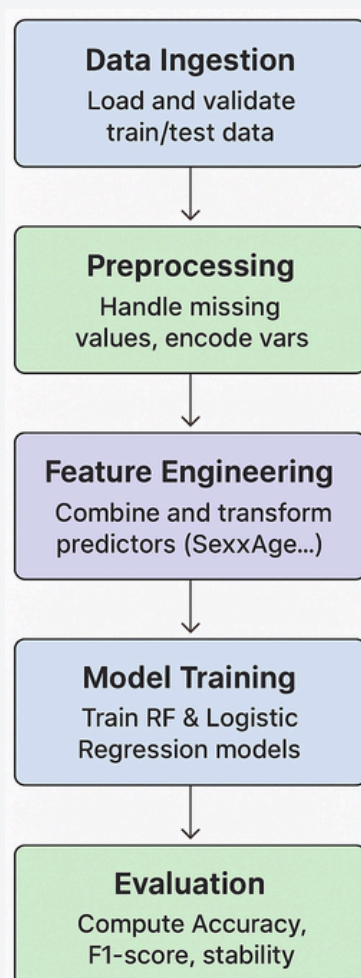 Data Ingestion
Load and validate
train/test data
Preprocessing
Handle missing
values, encode vars
Feature Engineering
Combine and transform
predictors (SexxAge...)
Model Training
Train RF & Logistic
Regression models
Evaluation
Compute Accuracy,
F1-score, stability